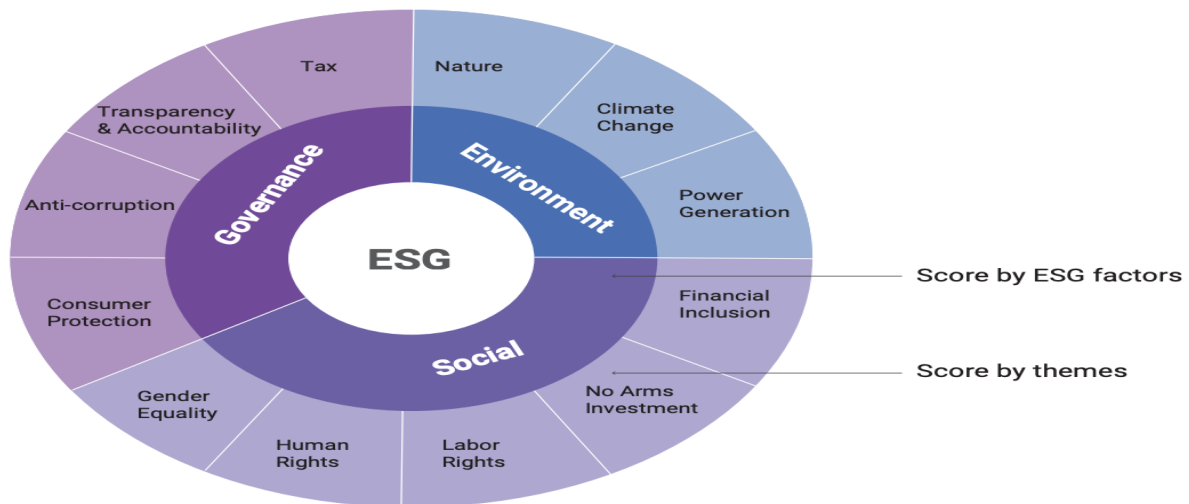 Tax
Nature
Transparency
& Accountability
Climate
Change
Governance
Environment
Anti-corruption
Power
Generation
ESG
Score by ESG factors
Consumer
Protection
Financial
Inclusion
Social
Score by themes
Gender
Equality
No Arms
Investment
Human
Rights
Labor
Rights